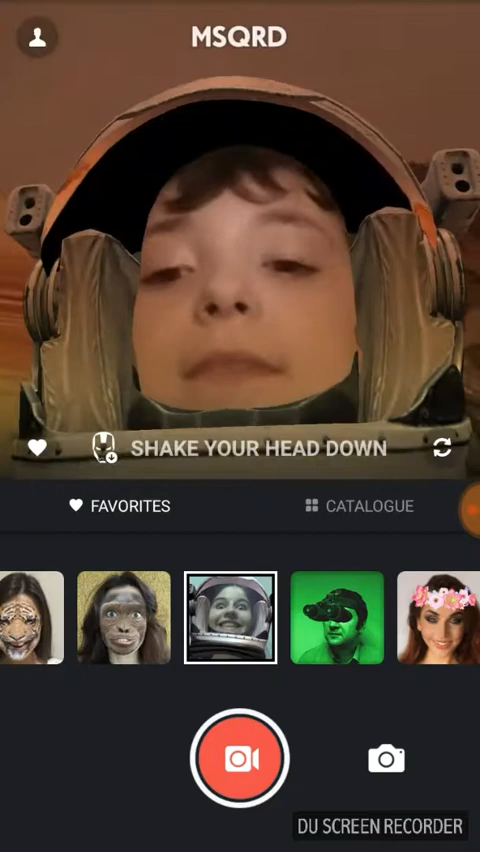 MSQRD
SHAKE YOUR HEAD DOWN
FAVORITES
CATALOGUE
DU SCREEN RECORDER